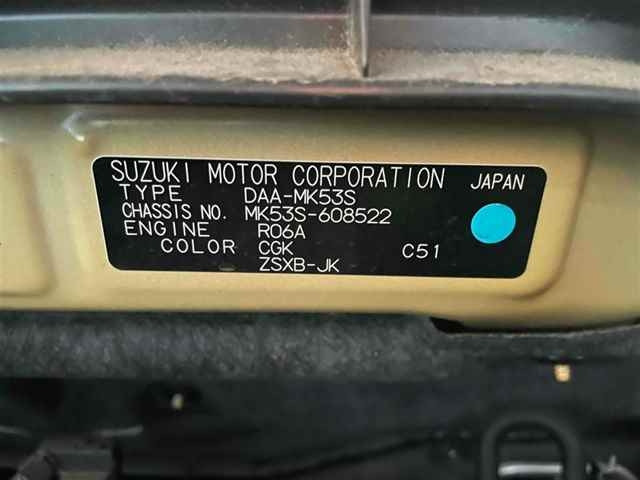 SUZUKI MOTOR CORPORATION JAPAN
TYPE DAA-MK53S
CHASSIS NO. MK53S-608522
ENGINE R06A
COLOR CGK C51
ZSXB-JK